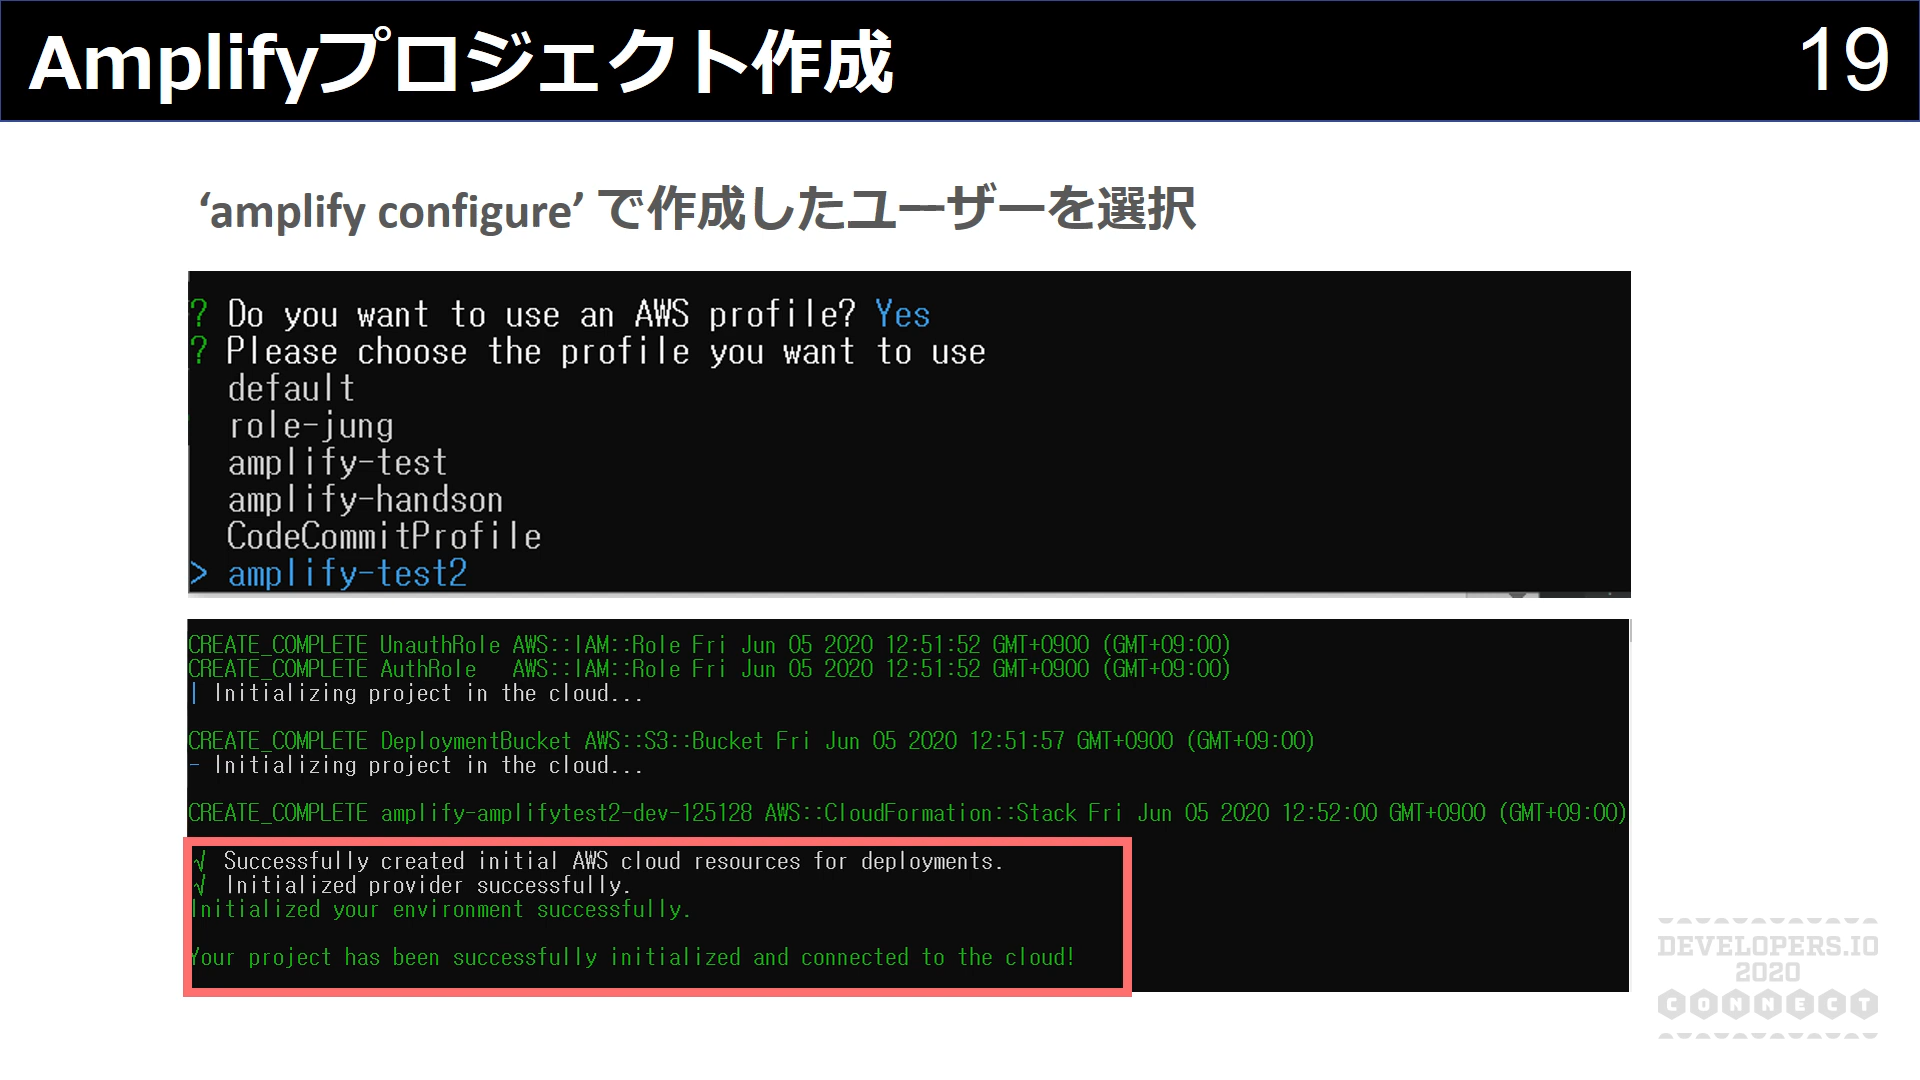 Amplifyプロジェクト作成
19
‘amplify configure’ で作成したユーザーを選択
? Do you want to use an AWS profile? Yes
? Please choose the profile you want to use
default
role-jung
amplify-test
amplify-handson
CodeCommitProfile
> amplify-test2
CREATE_COMPLETE UnauthRole AWS::IAM::Role Fri Jun 05 2020 12:51:52 GMT+0900 (GMT+09:00)
CREATE_COMPLETE AuthRole   AWS::IAM::Role Fri Jun 05 2020 12:51:52 GMT+0900 (GMT+09:00)
| Initializing project in the cloud...
CREATE_COMPLETE DeploymentBucket AWS::S3::Bucket Fri Jun 05 2020 12:51:57 GMT+0900 (GMT+09:00)
- Initializing project in the cloud...
CREATE_COMPLETE amplify-amplifytest2-dev-125128 AWS::CloudFormation::Stack Fri Jun 05 2020 12:52:00 GMT+0900 (GMT+09:00)
√ Successfully created initial AWS cloud resources for deployments.
√ Initialized provider successfully.
Initialized your environment successfully.
Your project has been successfully initialized and connected to the cloud!
DEVELOPERS.IO
2020
CONNECT